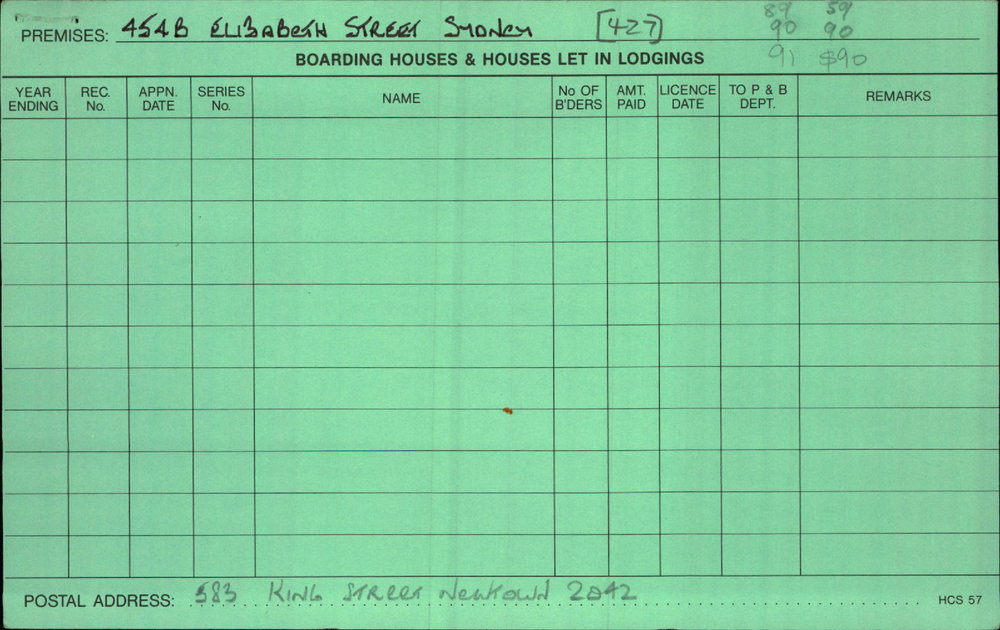 PREMISES: 454B ELIZABETH STREET SYDNEY [427] 89 59
90 90
BOARDING HOUSES & HOUSES LET IN LODGINGS 91 $90
YEAR ENDING REC. No. APPN. DATE SERIES No. NAME No OF B'DERS AMT. PAID LICENCE DATE TO P & B DEPT. REMARKS
POSTAL ADDRESS: 583 KING STREET NEWTOWN 2042 HCS 57